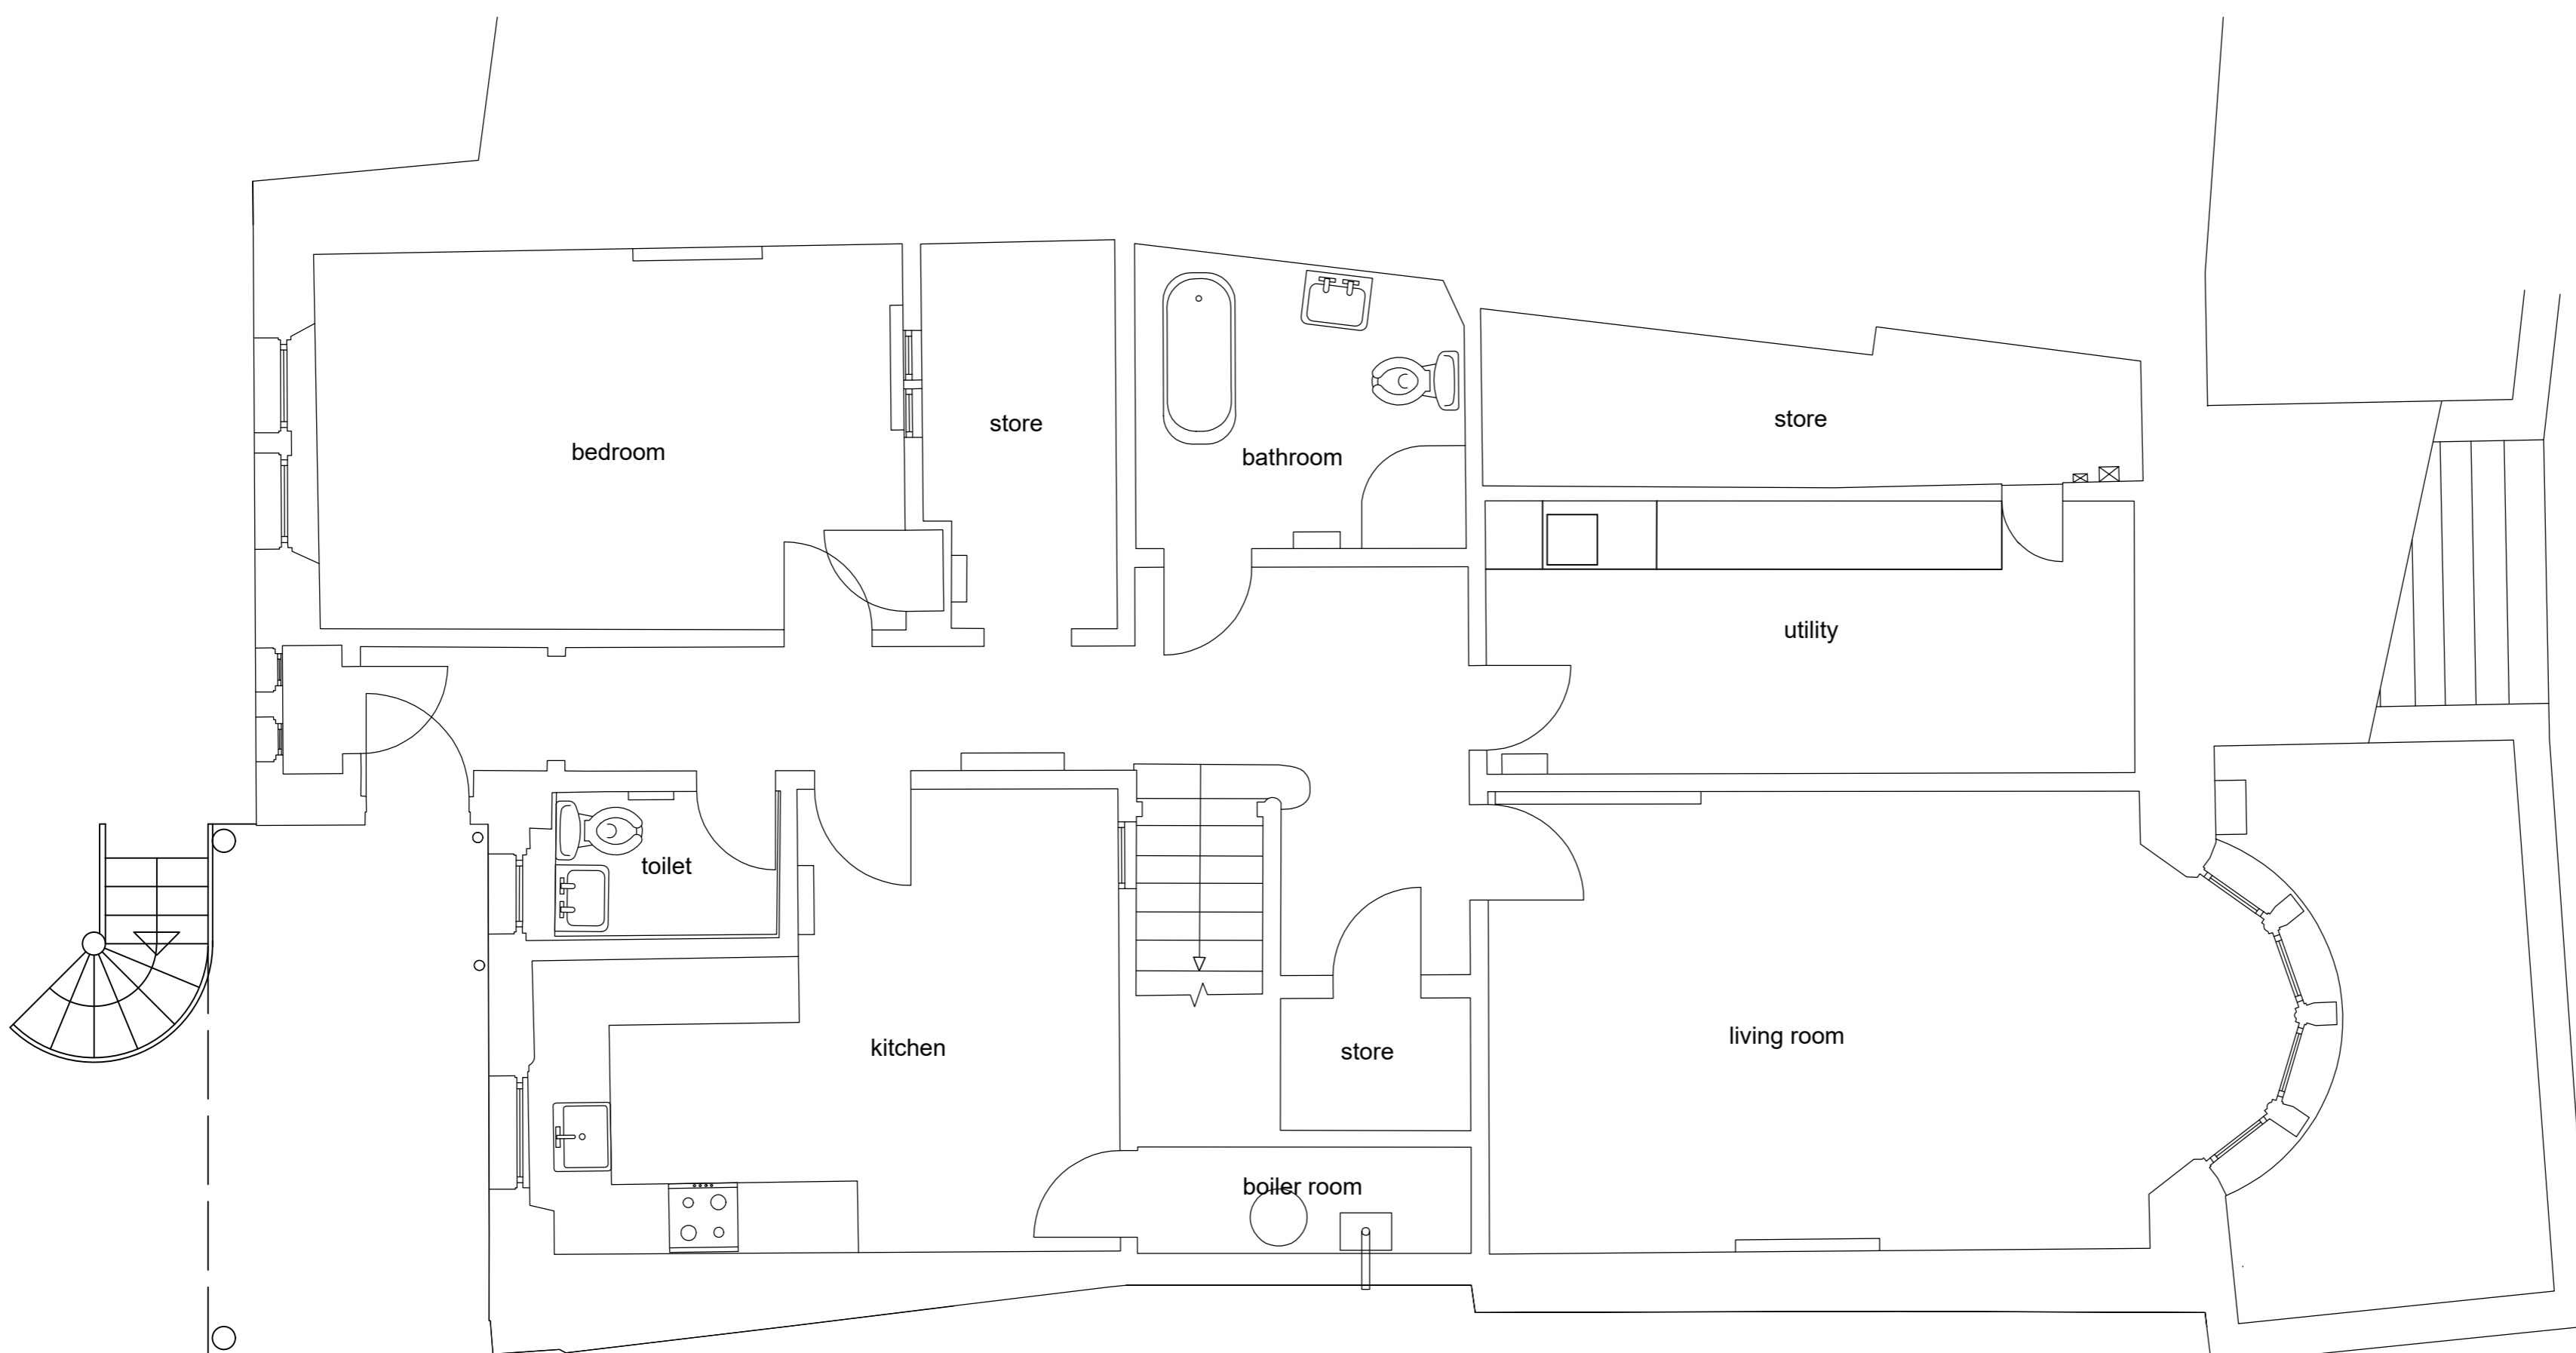 store
store
bedroom
bathroom
utility
toilet
living room
kitchen
store
boiler room